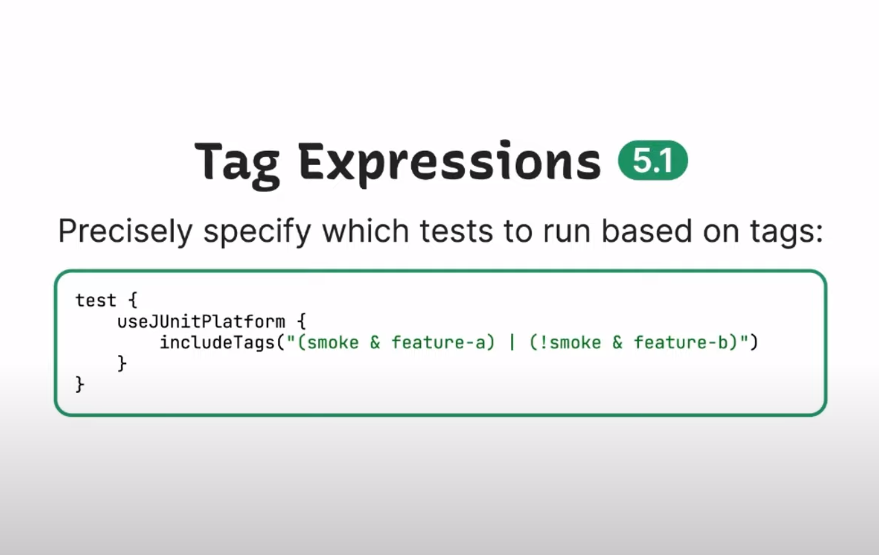 Tag Expressions 5.1
Precisely specify which tests to run based on tags:
test {
    useJUnitPlatform {
        includeTags("(smoke & feature-a) | (!smoke & feature-b)")
    }
}